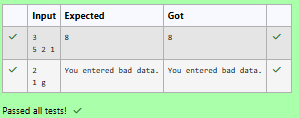 Input Expected Got
3 8 8
5 2 1
2 You entered bad data. You entered bad data.
1 g
Passed all tests!